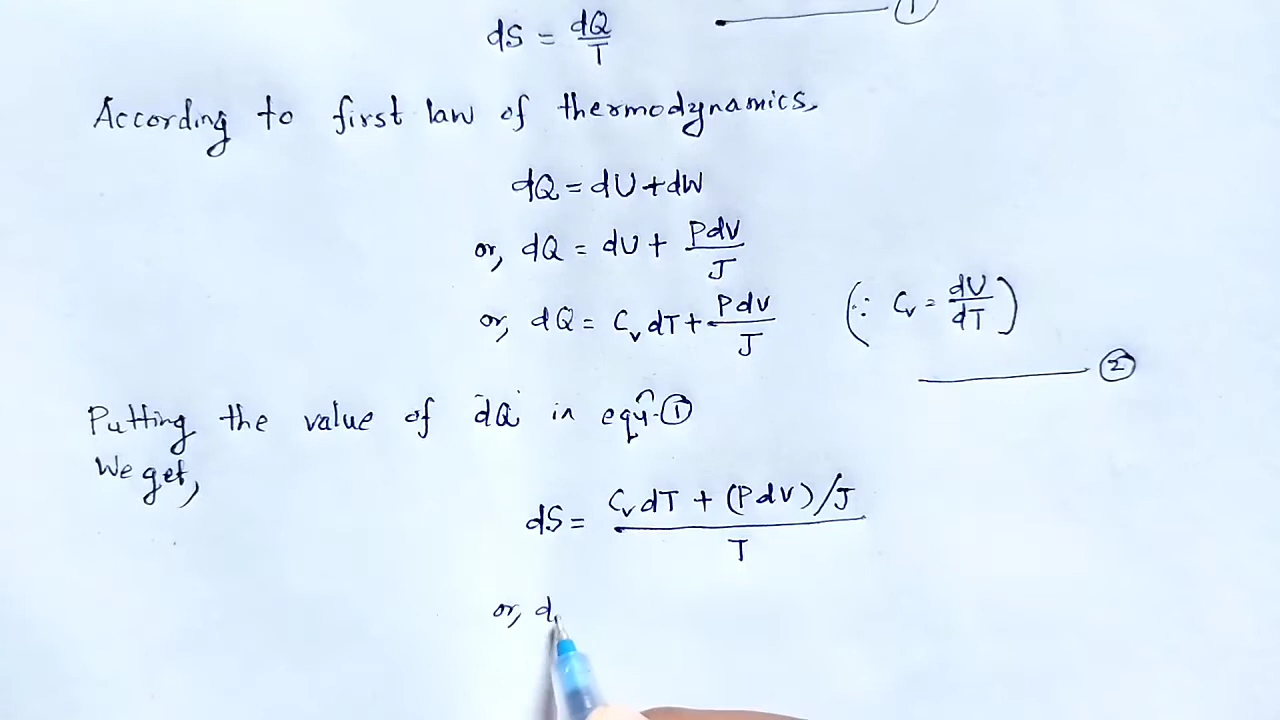 dS = dQ/T ①
According to first law of thermodynamics,
dQ = dU + dW
or, dQ = dU + PdV/J
or, dQ = CᵥdT + PdV/J (∵ Cᵥ = dU/dT)
②
Putting the value of dQ in equⁿ.①
We get,
dS = (CᵥdT + (PdV)/J)/T
or, d